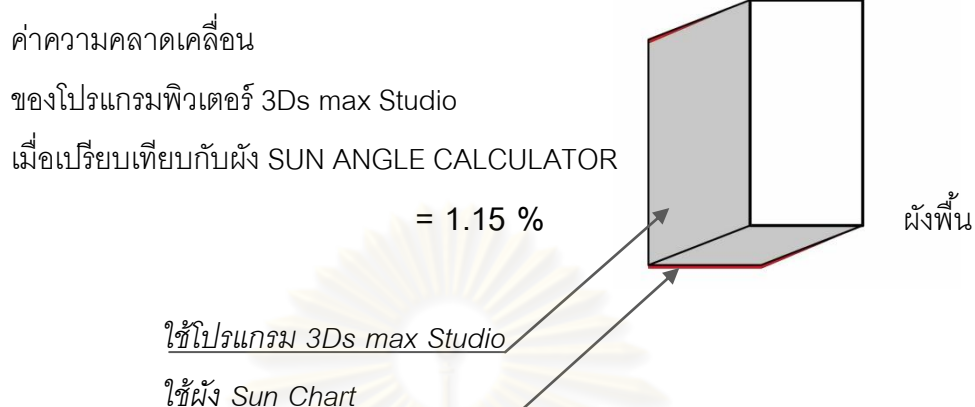 ค่าความคลาดเคลื่อน
ของโปรแกรมพิวเตอร์ 3Ds max Studio
เมื่อเปรียบเทียบกับผัง SUN ANGLE CALCULATOR
= 1.15 %
ผังพื้น
ใช้โปรแกรม 3Ds max Studio
ใช้ผัง Sun Chart